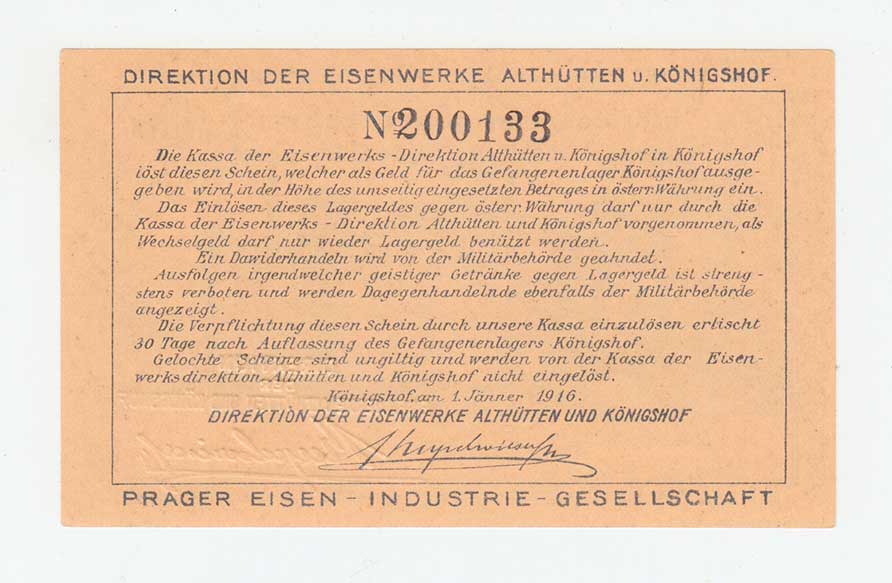 DIREKTION DER EISENWERKE ALTHÜTTEN u. KÖNIGSHOF.
No 200133
Die Kassa der Eisenwerks-Direktion Althütten u. Königshof in Königshof
löst diesen Schein, welcher als Geld für das Gefangenenlager Königshof ausge-
geben wird, in der Höhe des umseitig eingesetzten Betrages in österr. Währung ein.
Das Einlösen dieses Lagergeldes gegen österr. Währung darf nur durch die
Kassa der Eisenwerks - Direktion Althütten und Königshof vorgenommen, als
Wechselgeld darf nur wieder Lagergeld benützt werden.
Ein Dawiderhandeln wird von der Militärbehörde geahndet.
Ausfolgen irgendwelcher geistiger Getränke gegen Lagergeld ist streng-
stens verboten und werden Dagegenhandelnde ebenfalls der Militärbehörde
angezeigt.
Die Verpflichtung diesen Schein durch unsere Kassa einzulösen erlischt
30 Tage nach Auflassung des Gefangenenlagers Königshof.
Gelochte Scheine sind ungiltig und werden von der Kassa der Eisen-
werksdirektion Althütten und Königshof nicht eingelöst.
Königshof, am 1. Jänner 1916.
DIREKTION DER EISENWERKE ALTHÜTTEN UND KÖNIGSHOF
PRAGER EISEN - INDUSTRIE - GESELLSCHAFT